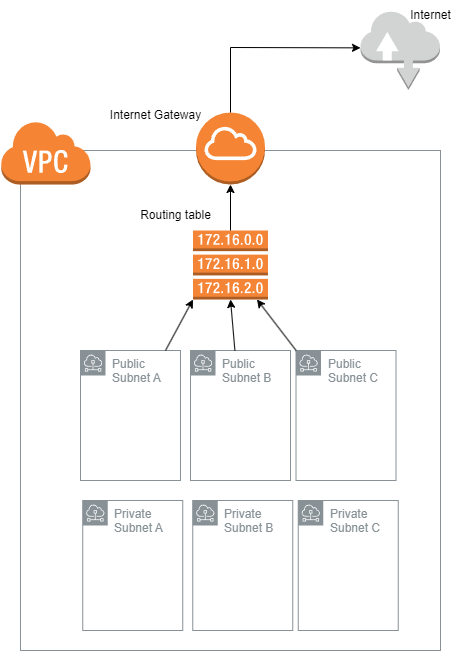 Internet
Internet Gateway
VPC
Routing table
172.16.0.0
172.16.1.0
172.16.2.0
Public
Subnet A
Public
Subnet B
Public
Subnet C
Private
Subnet A
Private
Subnet B
Private
Subnet C